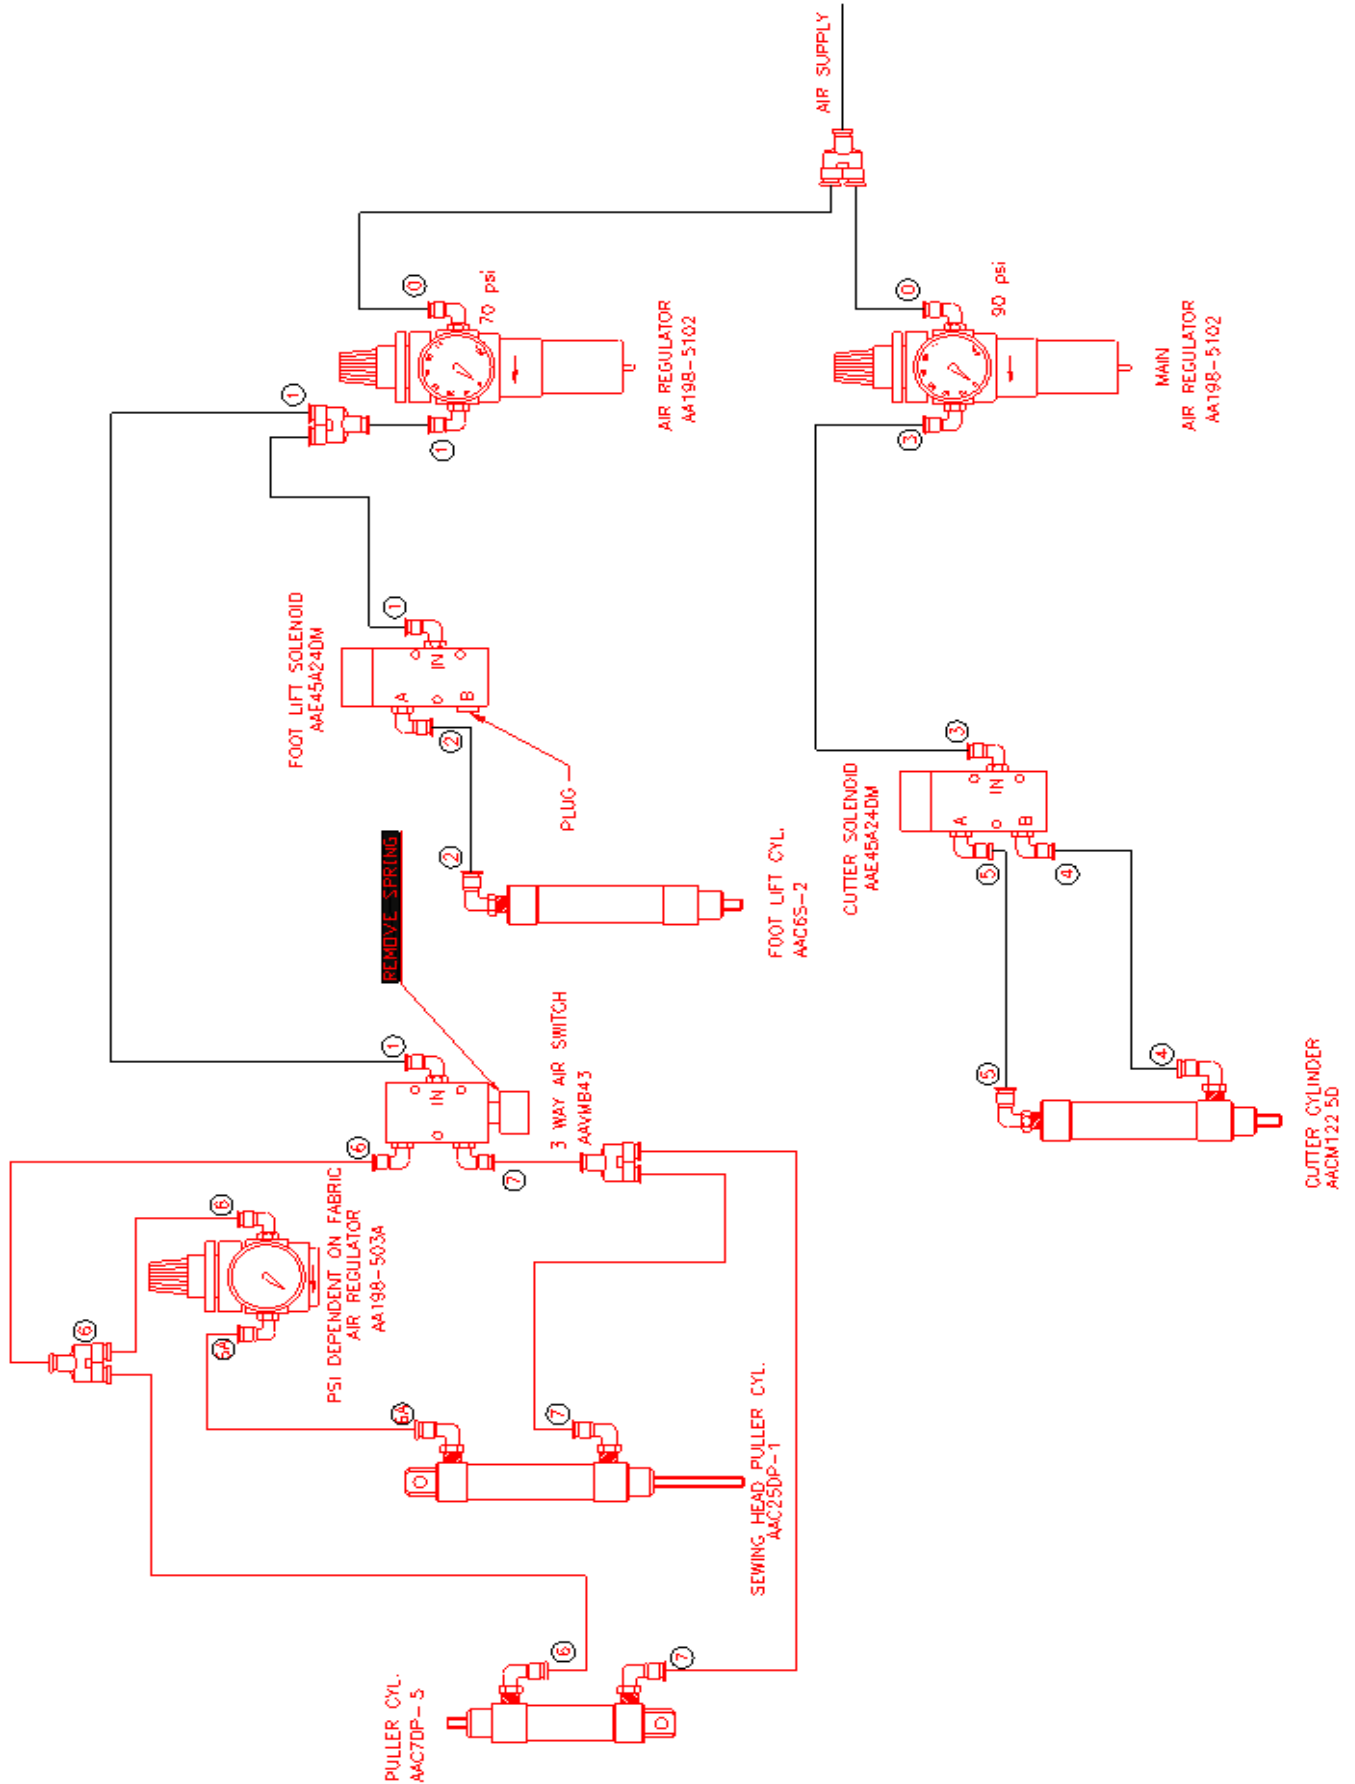 6
6
6A
PSI DEPENDENT ON FABRIC
AIR REGULATOR
AA198-503A
6
PULLER CYL.
AAC7DP- 5
6
7
6A
7
SEWING HEAD PULLER CYL.
AAC25DP-1
REMOVE SPRING
1
IN
7
3 WAY AIR SWITCH
AAVMB43
FOOT LIFT SOLENOID
AAE45A24DM
1
A
IN
B
2
PLUG
2
FOOT LIFT CYL.
AAC6S-2
1
1
0
70 psi
AIR REGULATOR
AA198-5102
AIR SUPPLY
CUTTER SOLENOID
AAE45A24DM
3
A
IN
B
5
4
5
4
CUTTER CYLINDER
AACM122 5D
3
0
90 psi
MAIN
AIR REGULATOR
AA198-5102